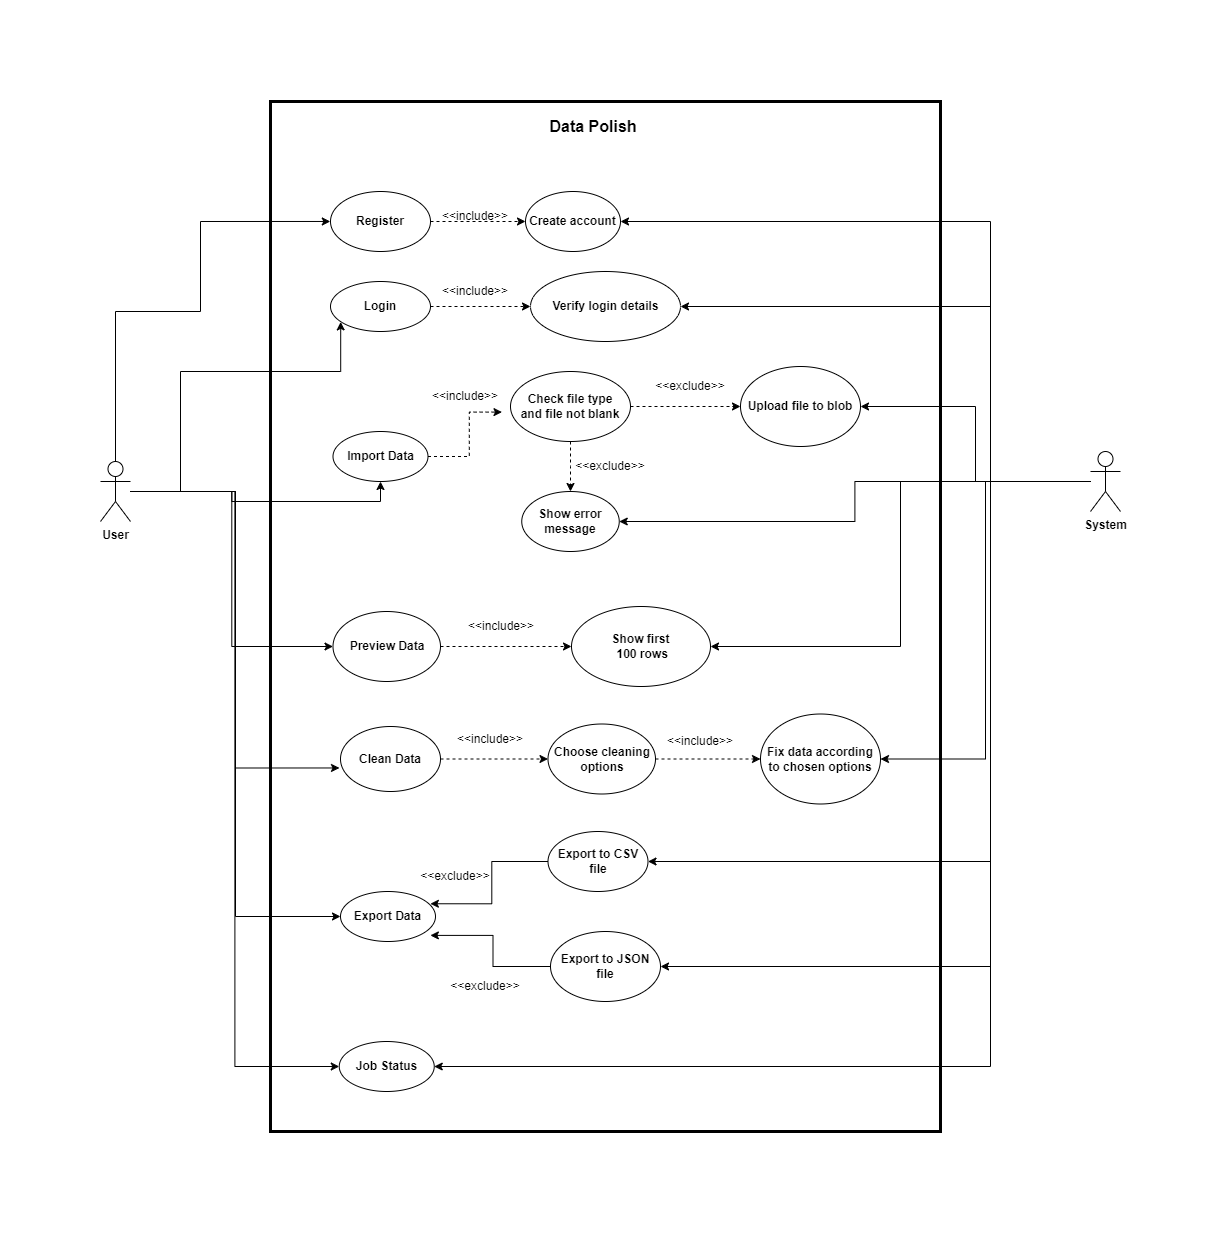 Data Polish
Register
<<include>>
Create account
Login
<<include>>
Verify login details
Import Data
<<include>>
Check file type
and file not blank
<<exclude>>
Upload file to blob
<<exclude>>
Show error
message
User
System
Preview Data
<<include>>
Show first
100 rows
Clean Data
<<include>>
Choose cleaning
options
<<include>>
Fix data according
to chosen options
Export to CSV
file
<<exclude>>
Export Data
Export to JSON
file
<<exclude>>
Job Status